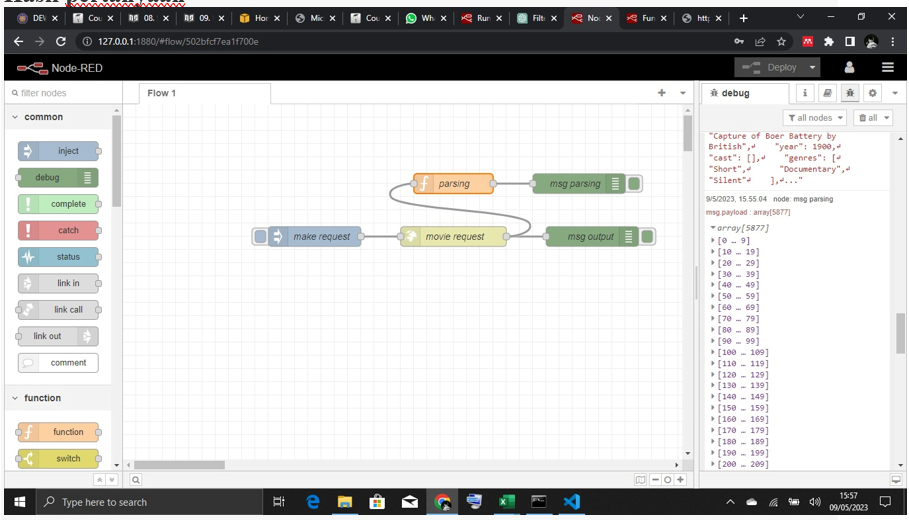 DEV
Cou
08.
09.
Hor
Mic
Cou
Wh
Run
Filt
No
Fun
http
127.0.0.1:1880/#flow/502bfcf7ea1f700e
Node-RED
Deploy
filter nodes
Flow 1
debug
all nodes
all
common
inject
debug
complete
catch
status
link in
link call
link out
comment
function
function
switch
parsing
msg parsing
make request
movie request
msg output
"Capture of Boer Battery by
British",↵ "year": 1900,↵
"cast": [],↵ "genres": [↵
"Short",↵ "Documentary",↵
"Silent"↵ ],↵..."
9/5/2023, 15.55.04 node: msg parsing
msg.payload : array[5877]
array[5877]
[0 … 9]
[10 … 19]
[20 … 29]
[30 … 39]
[40 … 49]
[50 … 59]
[60 … 69]
[70 … 79]
[80 … 89]
[90 … 99]
[100 … 109]
[110 … 119]
[120 … 129]
[130 … 139]
[140 … 149]
[150 … 159]
[160 … 169]
[170 … 179]
[180 … 189]
[190 … 199]
[200 … 209]
Type here to search
15:57
09/05/2023